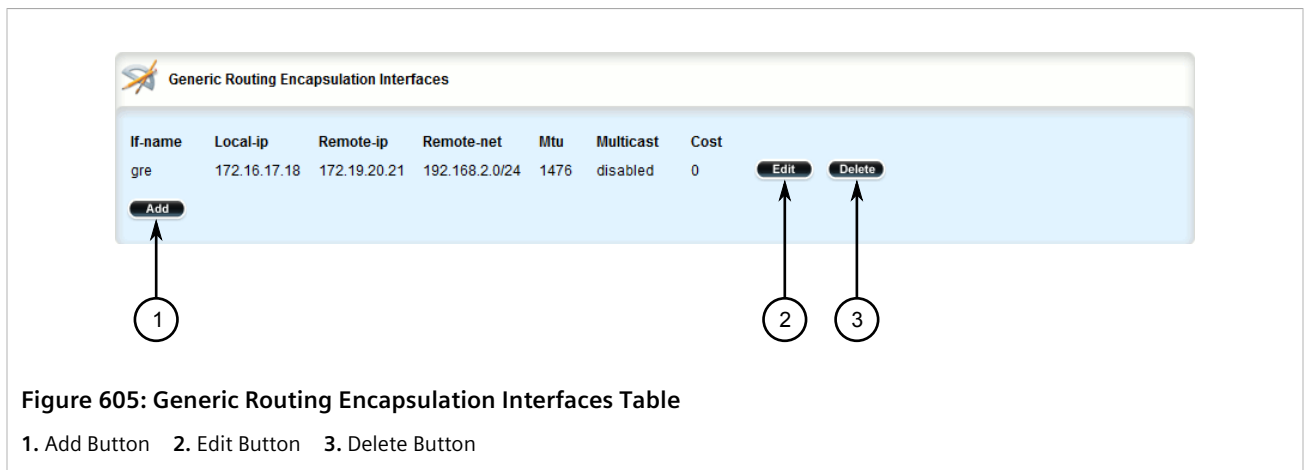 Generic Routing Encapsulation Interfaces
If-name Local-ip Remote-ip Remote-net Mtu Multicast Cost
gre 172.16.17.18 172.19.20.21 192.168.2.0/24 1476 disabled 0 Edit Delete
Add
1 2 3
Figure 605: Generic Routing Encapsulation Interfaces Table
1. Add Button 2. Edit Button 3. Delete Button